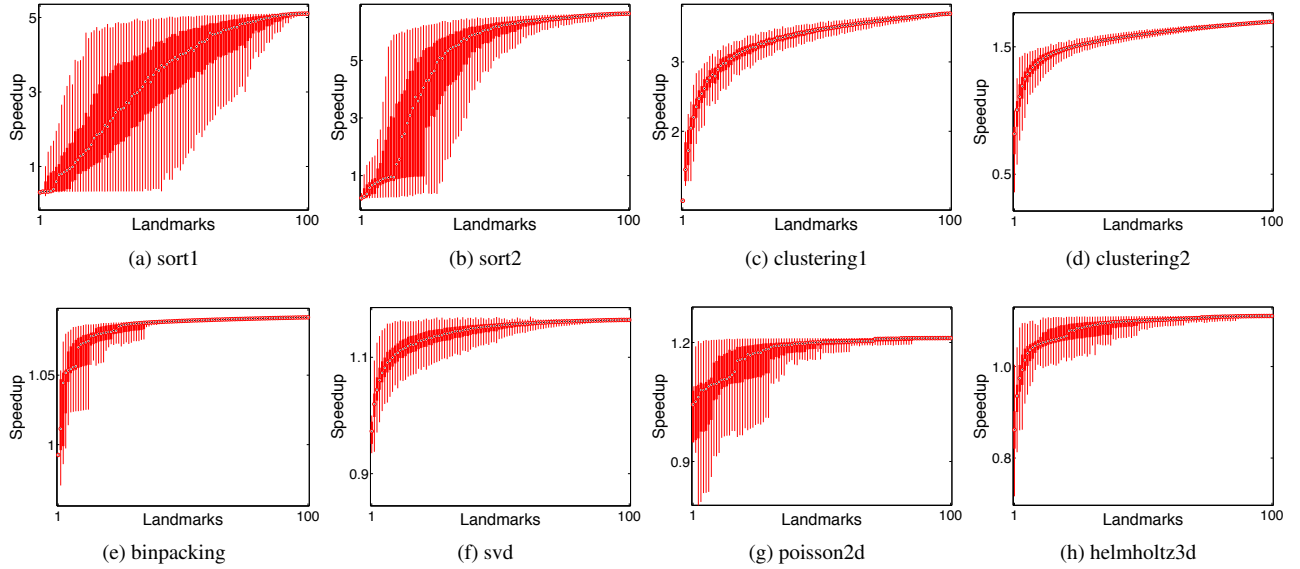 5
3
1
Speedup
1
Landmarks
100
(a) sort1
7
5
3
1
Speedup
1
Landmarks
100
(b) sort2
3
2
Speedup
1
Landmarks
100
(c) clustering1
1.5
0.5
Speedup
1
Landmarks
100
(d) clustering2
1.05
1
Speedup
1
Landmarks
100
(e) binpacking
1.1
0.9
Speedup
1
Landmarks
100
(f) svd
1.2
0.9
Speedup
1
Landmarks
100
(g) poisson2d
1.0
0.8
Speedup
1
Landmarks
100
(h) helmholtz3d